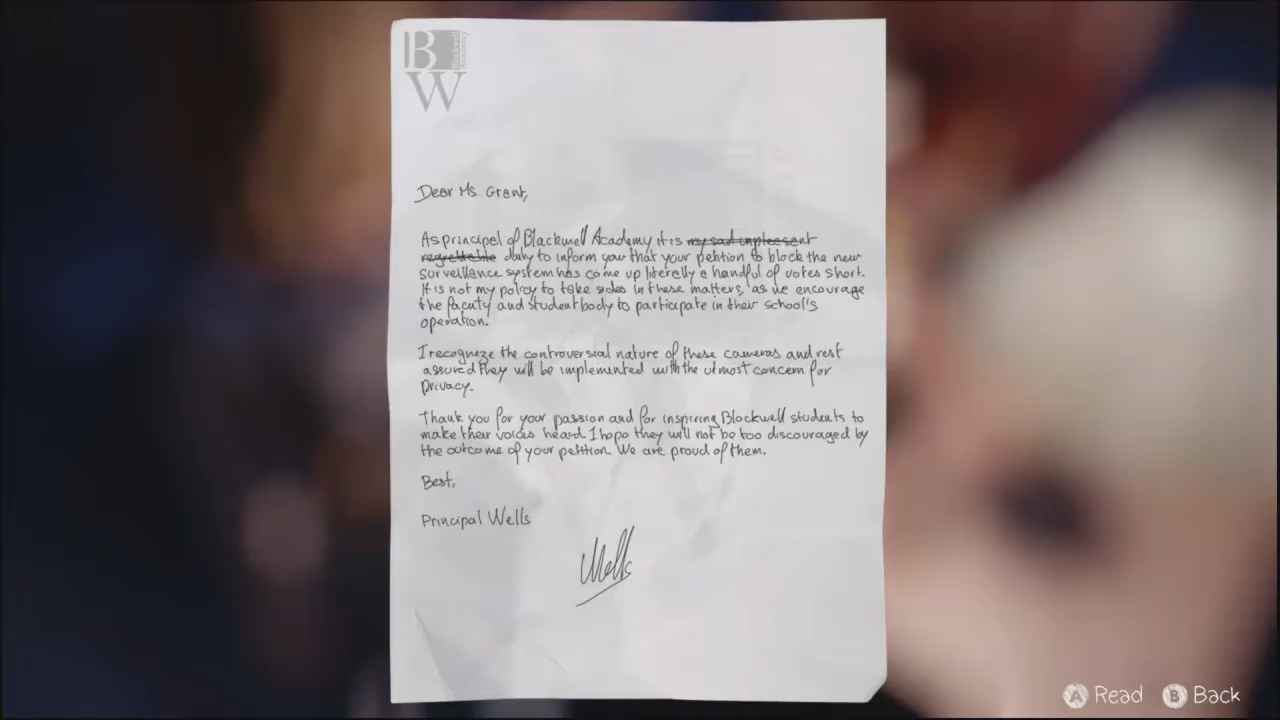 B
Blackwell Academy
W
Dear Ms Grant,
As principel of Blackwell Academy it is my sad unpleesent
regrettable duty to inform you that your petition to block the new
surveillance system has come up literally a handful of votes short.
It is not my policy to take sides in these matters, as we encourage
the facuty and student body to participate in their school's
operation.
I recogneze the controversial nature of these cameras and rest
assured they will be implemented with the utmost concern for
privacy.
Thank you for your passion and for inspiring Blackwell students to
make their voices heard. I hope they will not be too discouraged by
the outcome of your petition. We are proud of them.
Best,
Principal Wells
Wells
A Read B Back